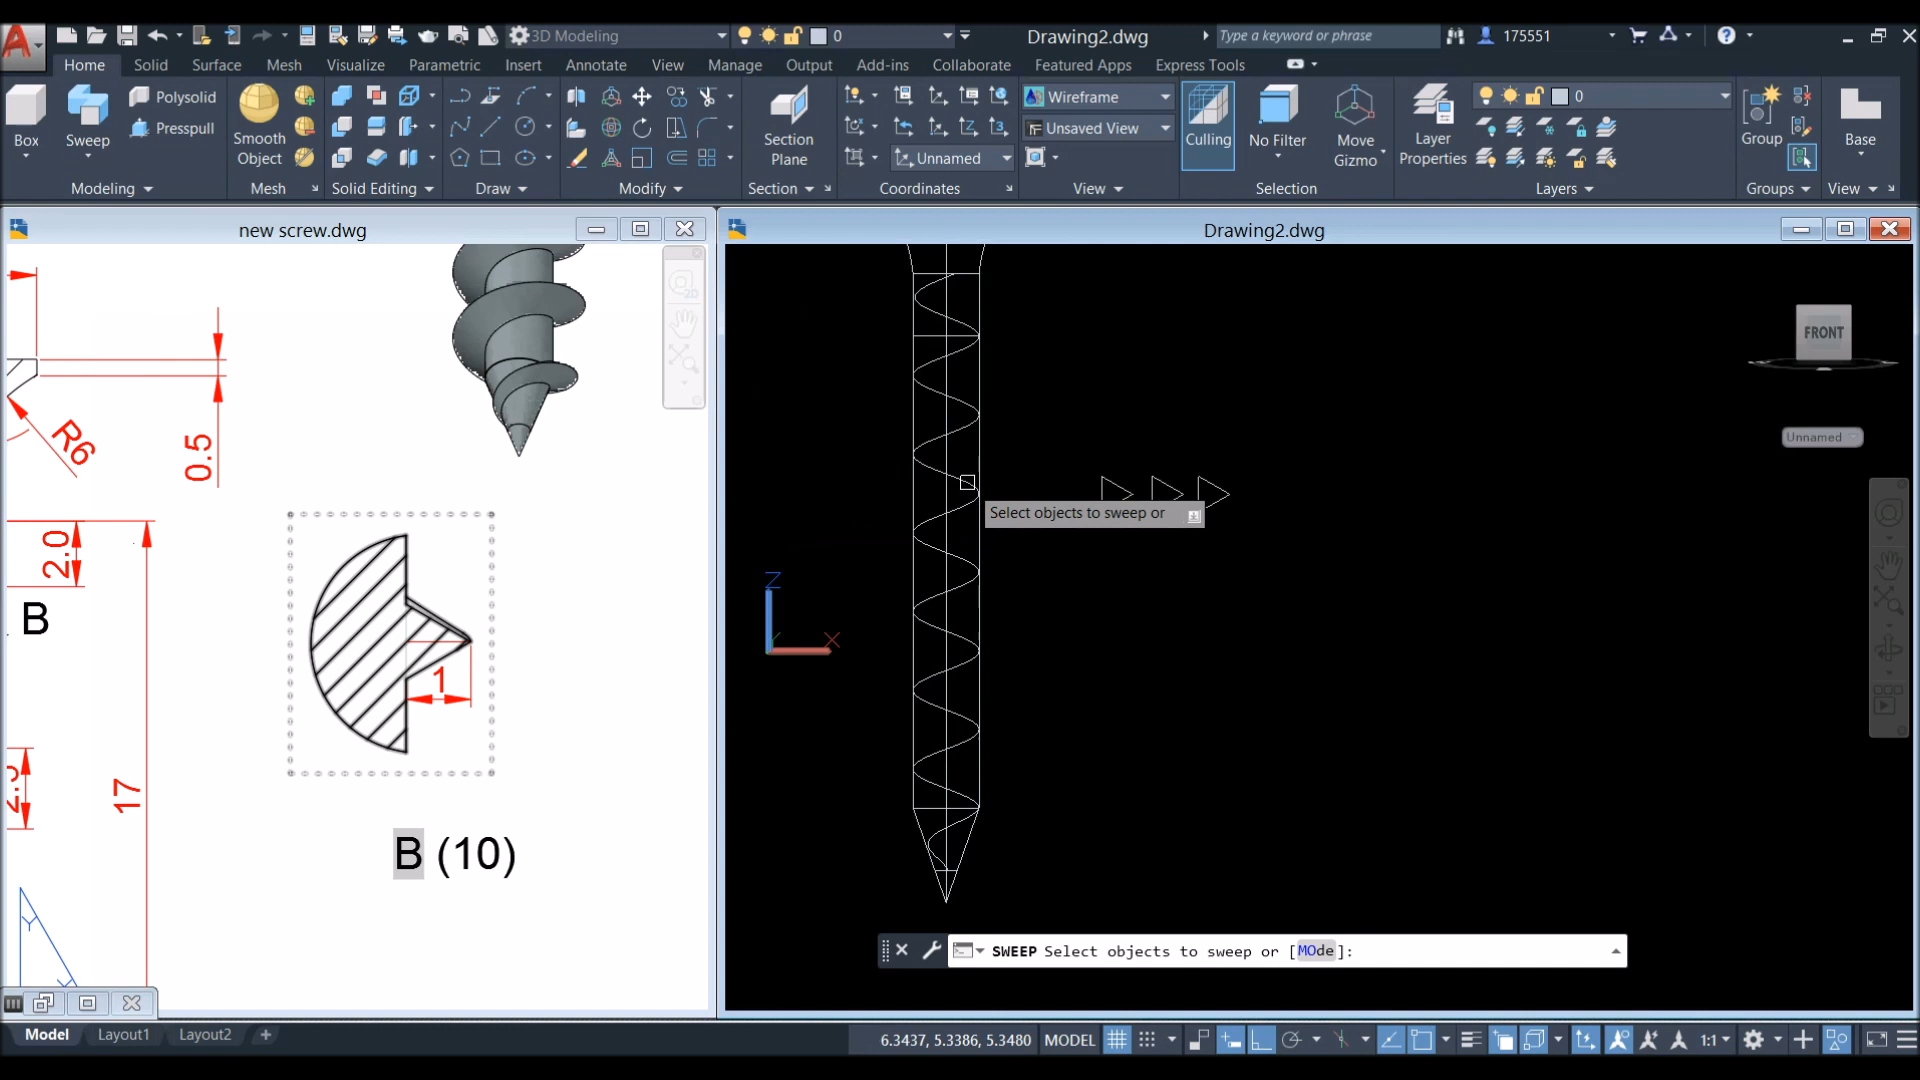 3D Modeling
0
Drawing2.dwg
Type a keyword or phrase
175551
Home
Solid
Surface
Mesh
Visualize
Parametric
Insert
Annotate
View
Manage
Output
Add-ins
Collaborate
Featured Apps
Express Tools
Box
Sweep
Polysolid
Presspull
Smooth
Object
Section
Plane
Wireframe
Unsaved View
Unnamed
Culling
No Filter
Move
Gizmo
Layer
Properties
0
Group
Base
Modeling
Mesh
Solid Editing
Draw
Modify
Section
Coordinates
View
Selection
Layers
Groups
View
new screw.dwg
Drawing2.dwg
2D
R6
0.5
2.0
B
17
1
B (10)
Y
FRONT
Unnamed
Select objects to sweep or
Z
X
SWEEP Select objects to sweep or [MOde]:
Model
Layout1
Layout2
6.3437, 5.3386, 5.3480
MODEL
1:1